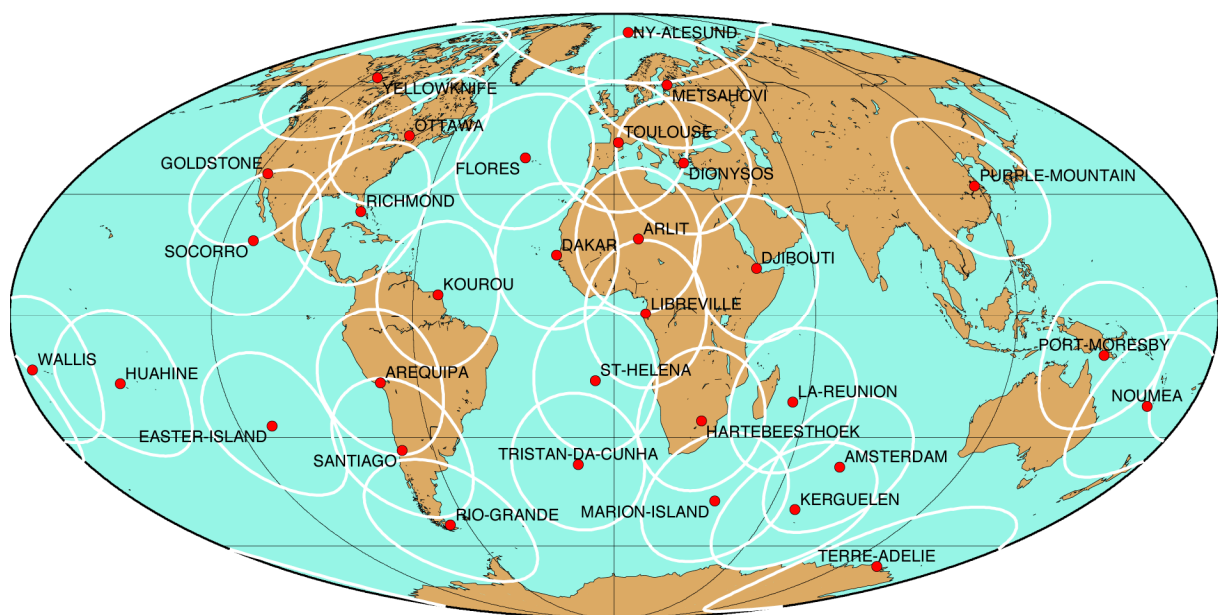 NY-ALESUND
YELLOWKNIFE
METSAHOVI
OTTAWA
TOULOUSE
GOLDSTONE
FLORES
DIONYSOS
PURPLE-MOUNTAIN
RICHMOND
SOCORRO
DAKAR
ARLIT
DJIBOUTI
KOUROU
LIBREVILLE
PORT-MORESBY
WALLIS
HUAHINE
AREQUIPA
ST-HELENA
LA-REUNION
NOUMEA
EASTER-ISLAND
HARTEBEESTHOEK
SANTIAGO
TRISTAN-DA-CUNHA
AMSTERDAM
RIO-GRANDE
MARION-ISLAND
KERGUELEN
TERRE-ADELIE